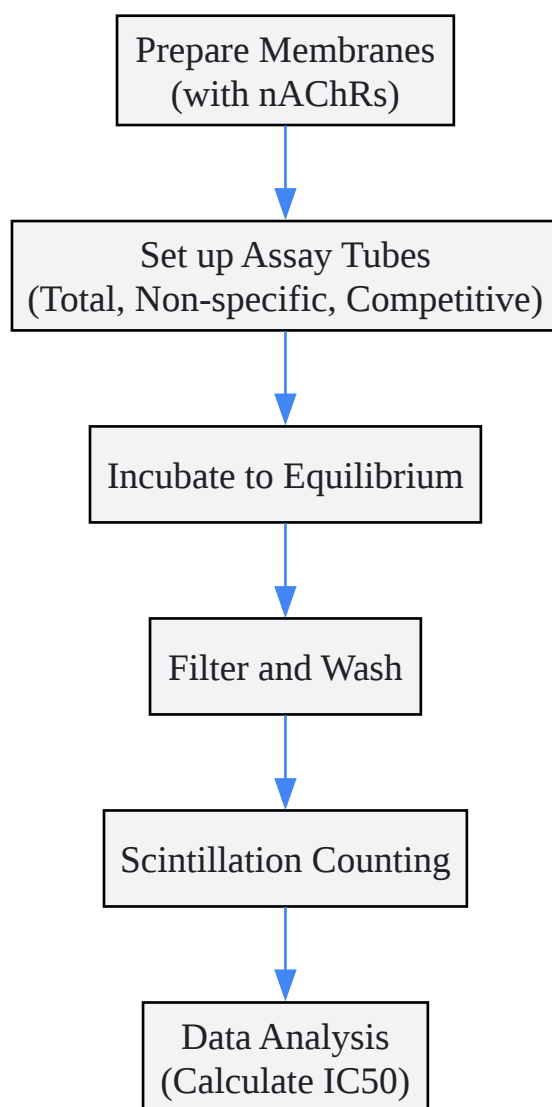 Prepare Membranes
(with nAChRs)
Set up Assay Tubes
(Total, Non-specific, Competitive)
Incubate to Equilibrium
Filter and Wash
Scintillation Counting
Data Analysis
(Calculate IC50)